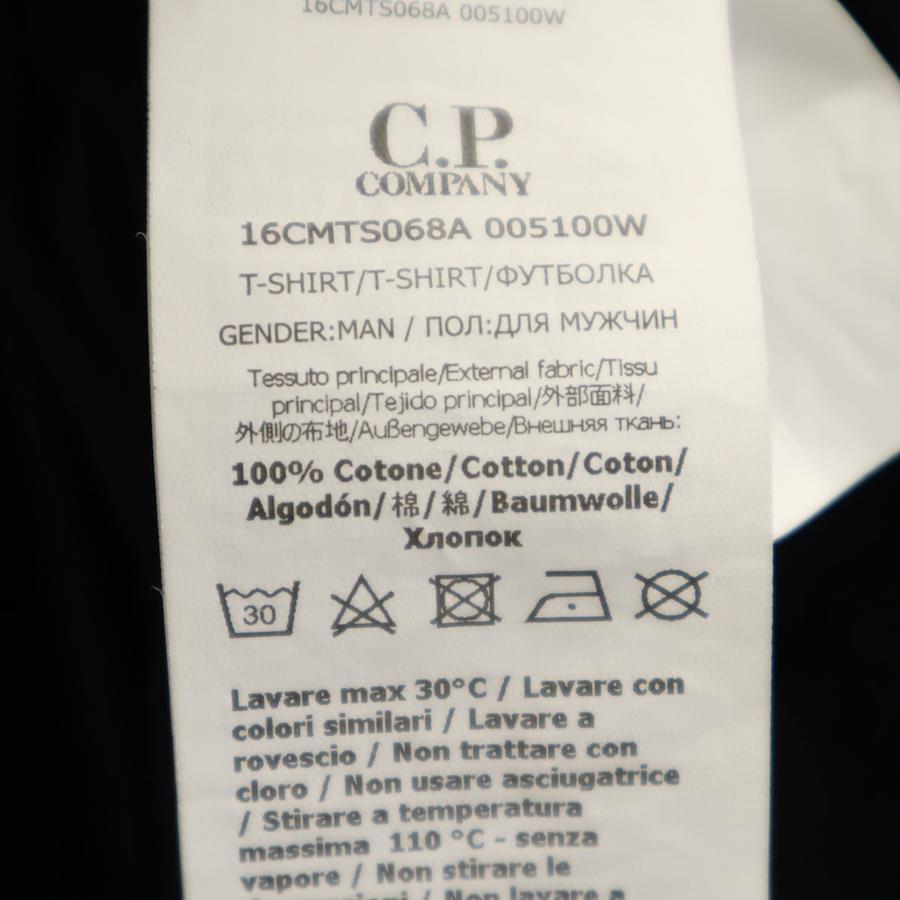 16CMTS068A 005100W
C.P.
COMPANY
16CMTS068A 005100W
T-SHIRT/T-SHIRT/ФУТБОЛКА
GENDER:MAN / ПОЛ:ДЛЯ МУЖЧИН
Tessuto principale/External fabric/Tissu
principal/Tejido principal/外部面料/
外側の布地/Außengewebe/Внешняя ткань:
100% Cotone/Cotton/Coton/
Algodón/棉/綿/Baumwolle/
Хлопок
30
Lavare max 30°C / Lavare con
colori similari / Lavare a
rovescio / Non trattare con
cloro / Non usare asciugatrice
/ Stirare a temperatura
massima 110 °C - senza
vapore / Non stirare le
/ Non lavare a